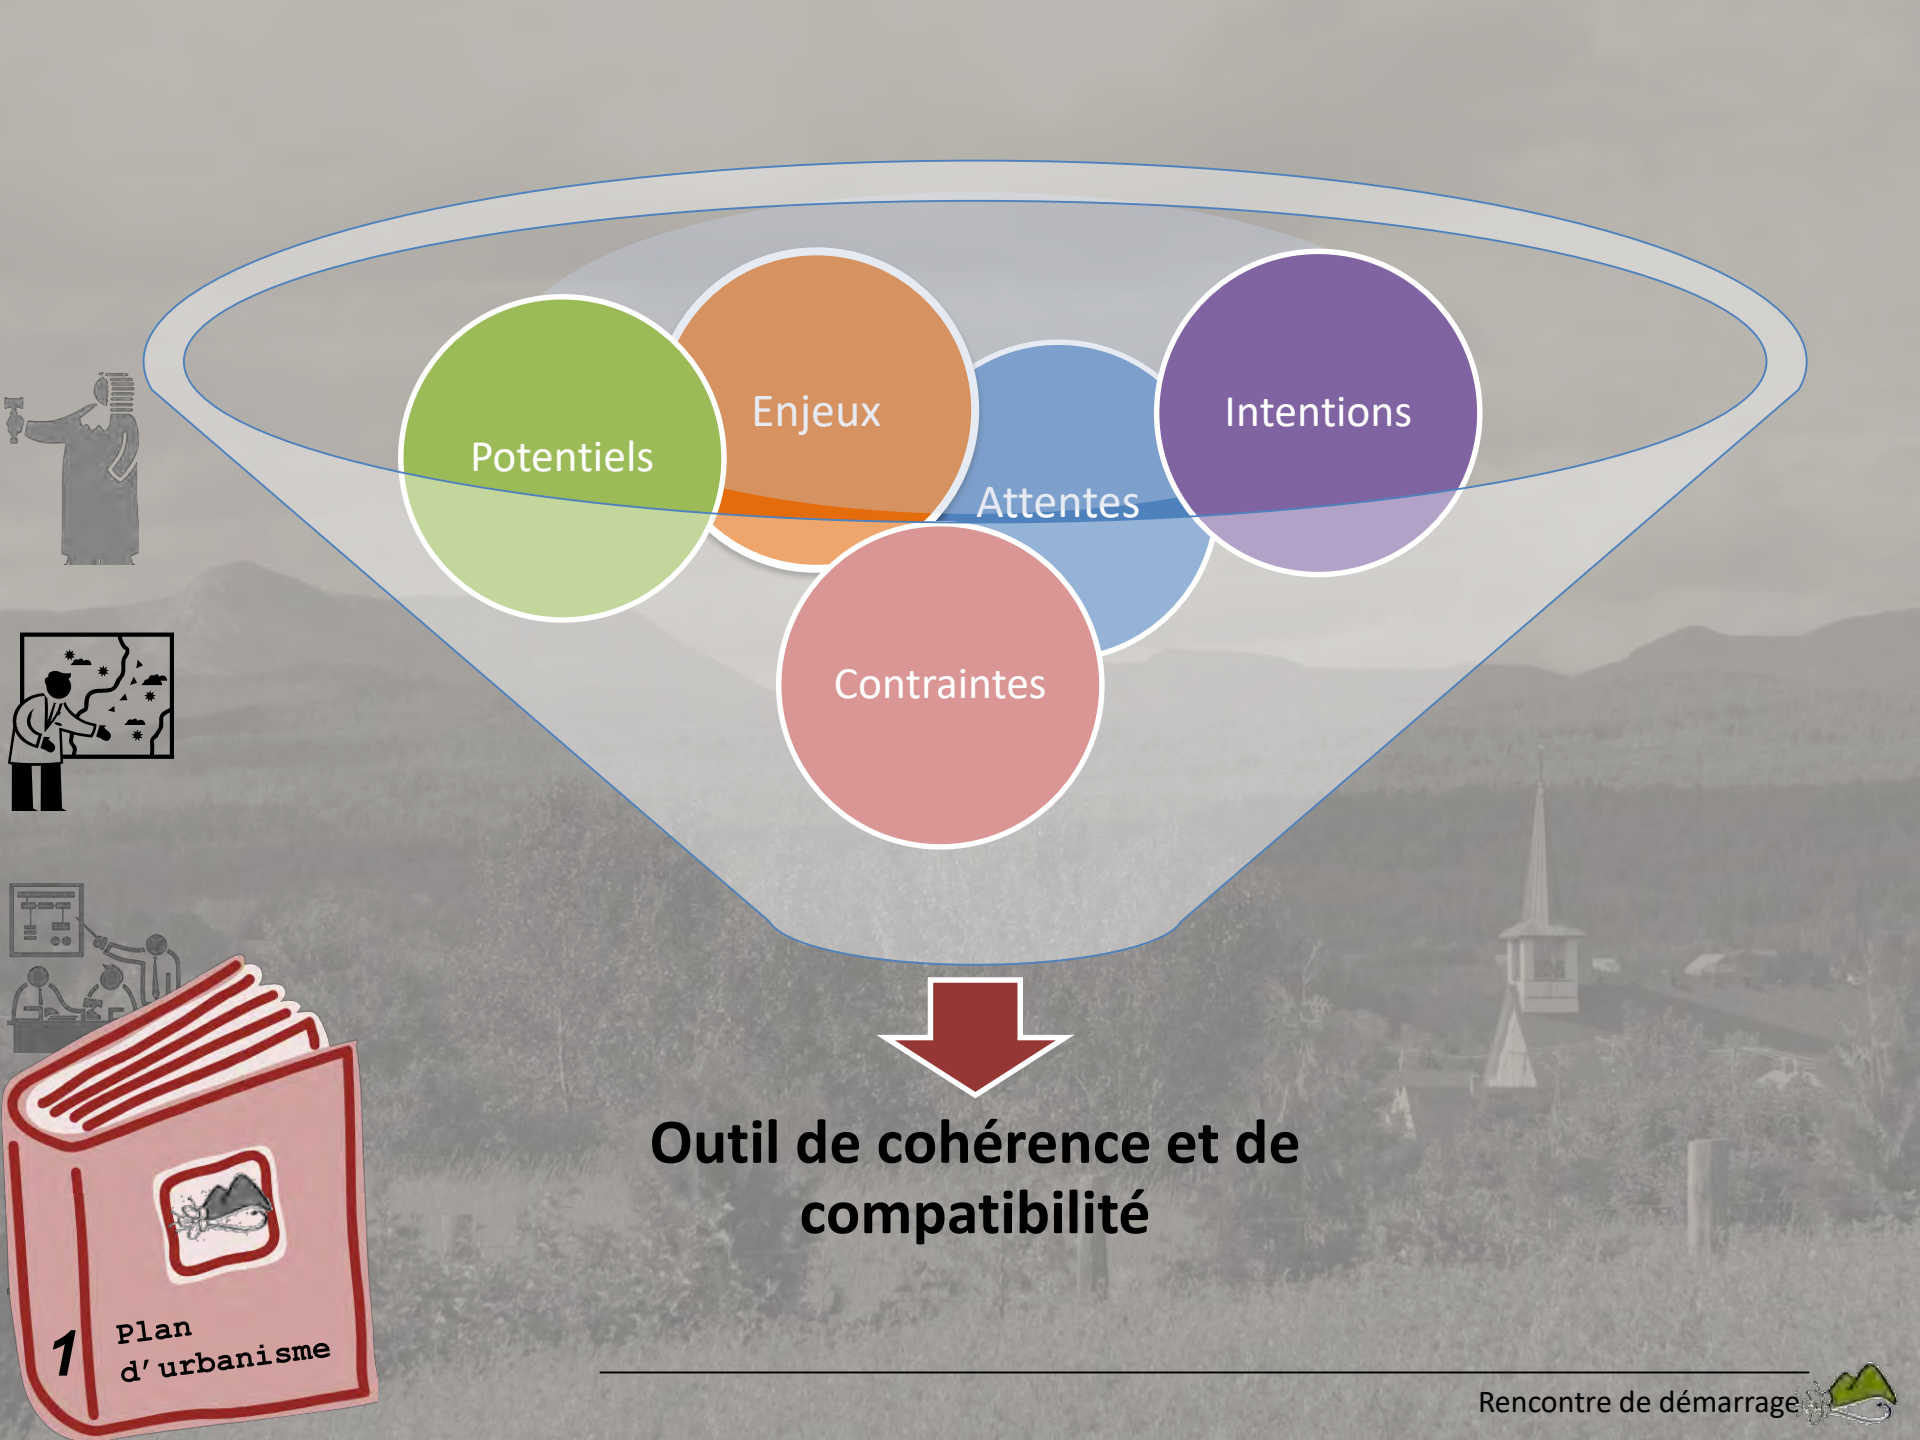 Enjeux
Intentions
Potentiels
Attentes
Contraintes
Outil de cohérence et de
compatibilité
1
Plan
d’urbanisme
Rencontre de démarrage